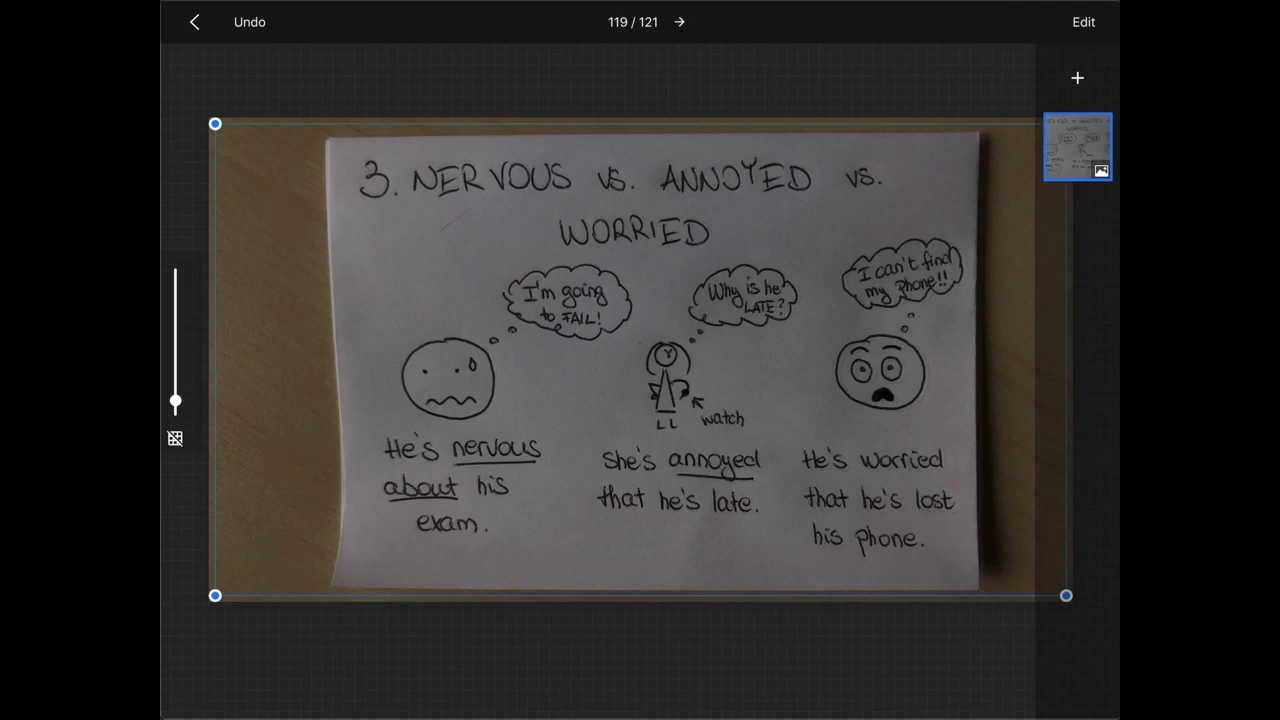 Undo
119 / 121 →
Edit
3. NERVOUS vs. ANNOYED vs.
WORRIED
I'm going
to FAIL!
Why is he
LATE?
I can't find
my phone!!
watch
He's nervous
about his
exam.
She's annoyed
that he's late.
He's worried
that he's lost
his phone.